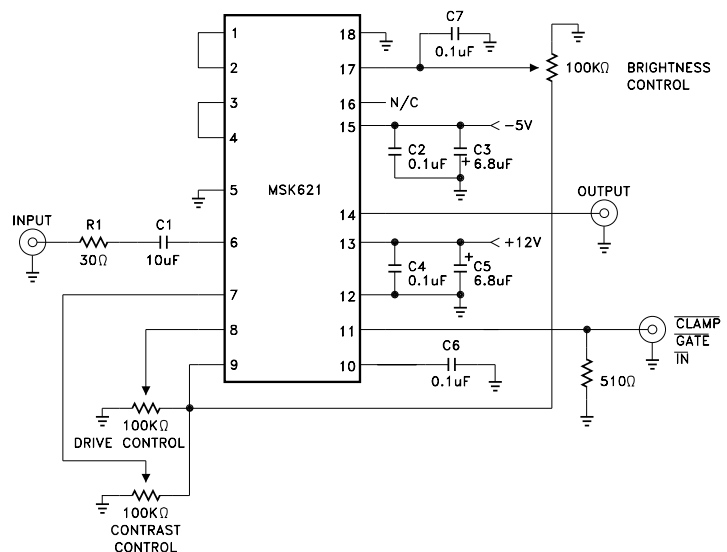 C7
1
18
0.1uF
2
17
100KΩ
BRIGHTNESS
CONTROL
3
16
N/C
4
15
-5V
C2
0.1uF
C3
+ 6.8uF
MSK621
5
OUTPUT
14
INPUT
R1
30Ω
C1
10uF
6
13
+12V
C4
0.1uF
+
C5
6.8uF
7
12
8
11
CLAMP
GATE
IN
9
10
C6
0.1uF
510Ω
100KΩ
DRIVE CONTROL
100KΩ
CONTRAST
CONTROL